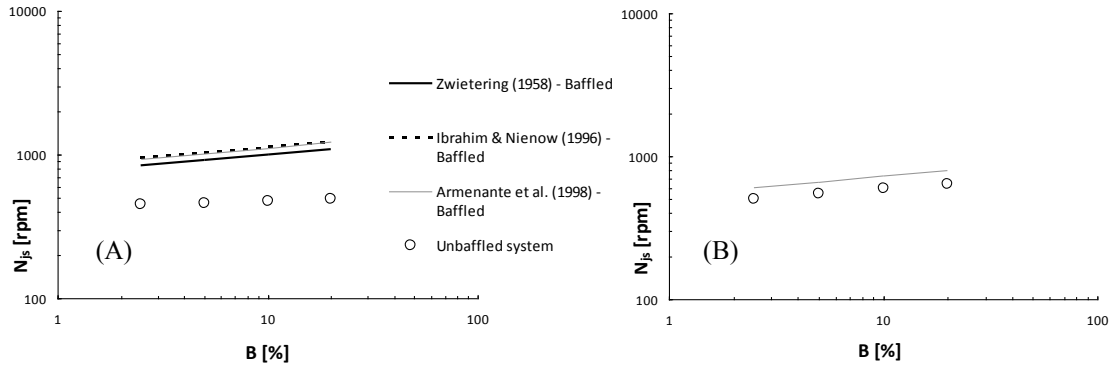 10000
1000
100
N_js [rpm]
(A)
1
10
100
B [%]
Zwietering (1958) - Baffled
Ibrahim & Nienow (1996) -
Baffled
Armenante et al. (1998) -
Baffled
Unbaffled system
10000
1000
100
N_js [rpm]
(B)
1
10
100
B [%]